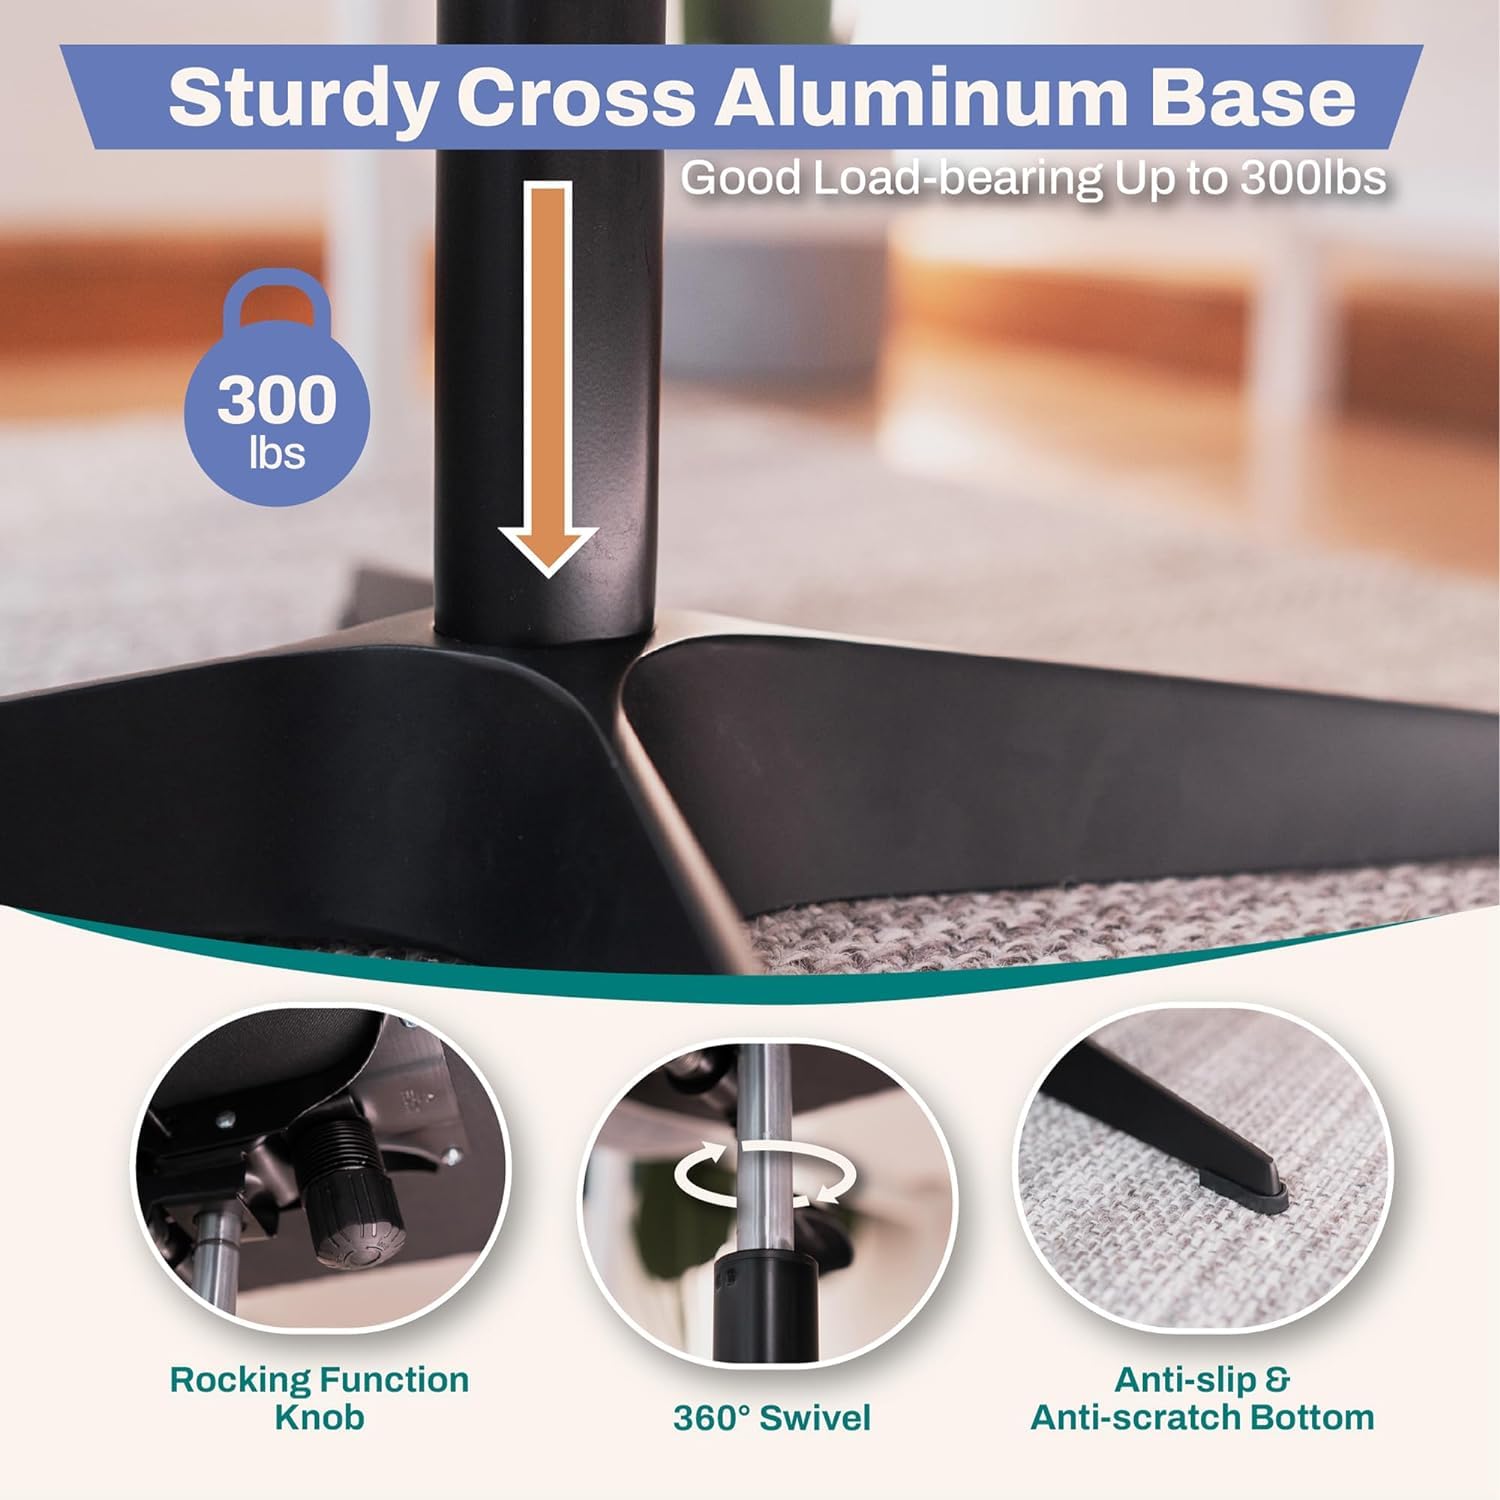 Sturdy Cross Aluminum Base
Good Load-bearing Up to 300lbs
300
lbs
Rocking Function
Knob
360° Swivel
Anti-slip &
Anti-scratch Bottom